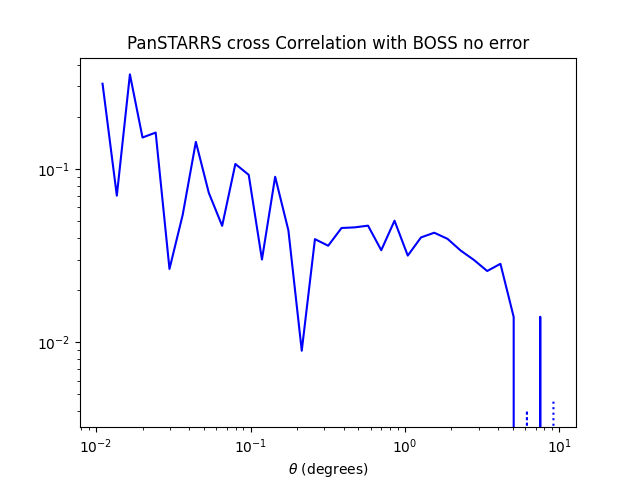 PanSTARRS cross Correlation with BOSS no error
10⁻¹
10⁻²
10⁻² 10⁻¹ 10⁰ 10¹
θ (degrees)